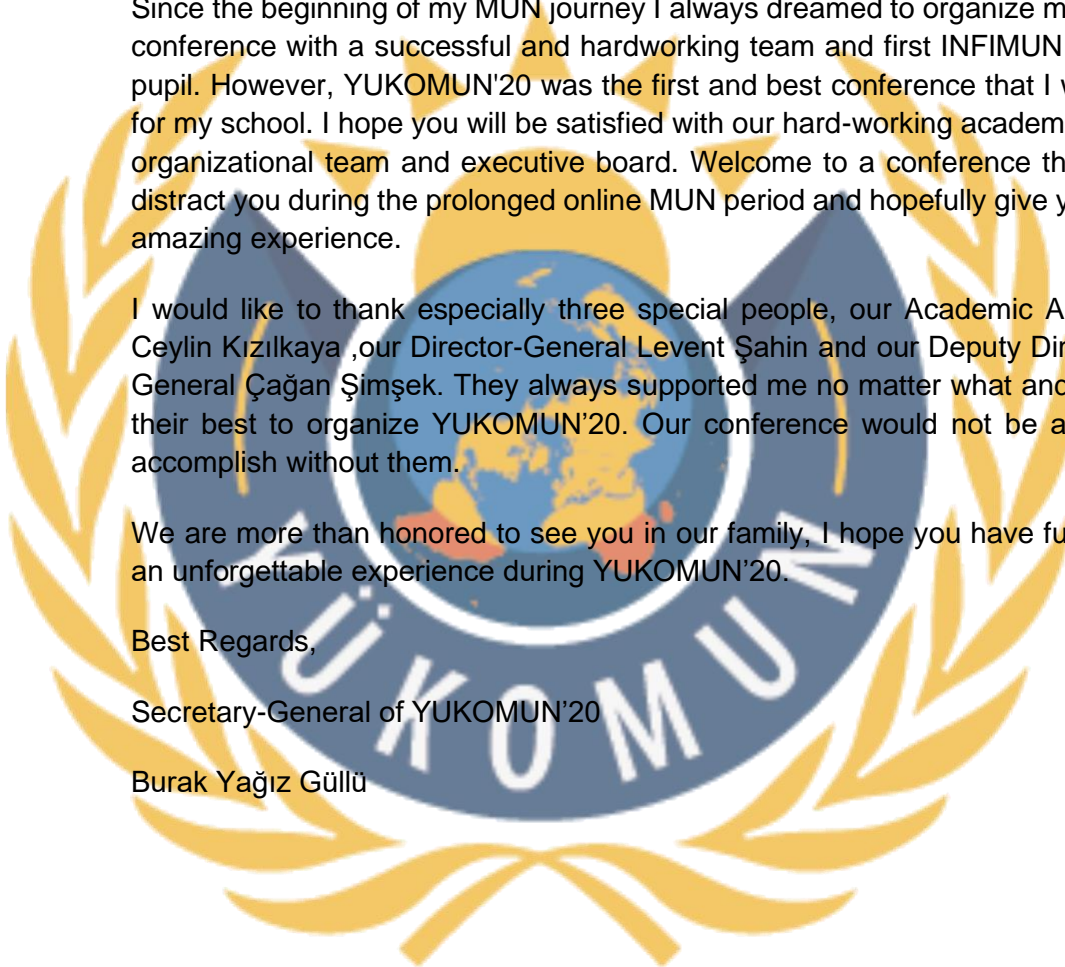 Since the beginning of my MUN journey I always dreamed to organize m
conference with a successful and hardworking team and first INFIMUN
pupil. However, YUKOMUN'20 was the first and best conference that I
for my school. I hope you will be satisfied with our hard-working academ
organizational team and executive board. Welcome to a conference th
distract you during the prolonged online MUN period and hopefully give y
amazing experience.
I would like to thank especially three special people, our Academic A
Ceylin Kızılkaya ,our Director-General Levent Şahin and our Deputy Dir
General Çağan Şimşek. They always supported me no matter what and
their best to organize YUKOMUN’20. Our conference would not be a
accomplish without them.
We are more than honored to see you in our family, I hope you have fu
an unforgettable experience during YUKOMUN’20.
Best Regards,
Secretary-General of YUKOMUN’20
Burak Yağız Güllü
YÜKOMUN